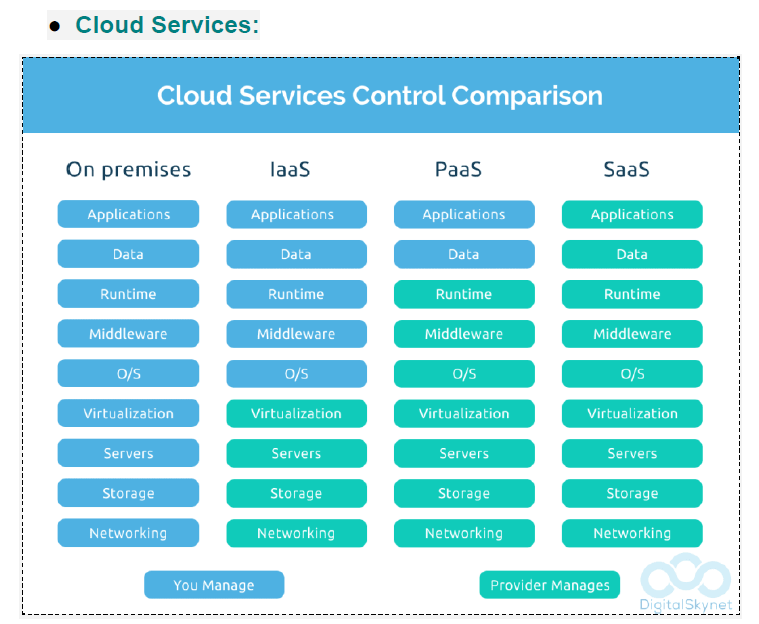 ● Cloud Services:
Cloud Services Control Comparison
On premises IaaS PaaS SaaS
Applications Applications Applications Applications
Data Data Data Data
Runtime Runtime Runtime Runtime
Middleware Middleware Middleware Middleware
O/S O/S O/S O/S
Virtualization Virtualization Virtualization Virtualization
Servers Servers Servers Servers
Storage Storage Storage Storage
Networking Networking Networking Networking
You Manage Provider Manages
DigitalSkynet